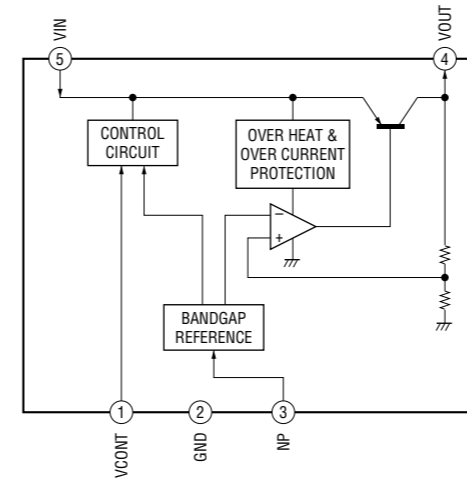 VIN
VOUT
5
4
CONTROL
CIRCUIT
OVER HEAT &
OVER CURRENT
PROTECTION
−
+
BANDGAP
REFERENCE
1
2
3
VCONT
GND
NP